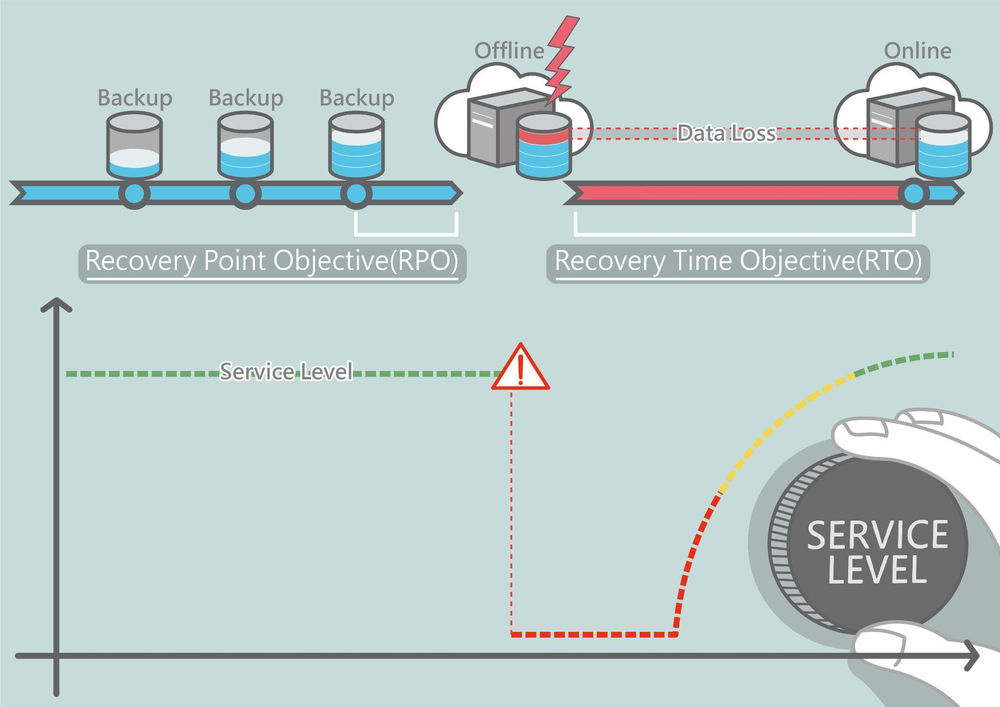 Offline
Online
Backup
Backup
Backup
Data Loss
Recovery Point Objective(RPO)
Recovery Time Objective(RTO)
Service Level
!
SERVICE
LEVEL